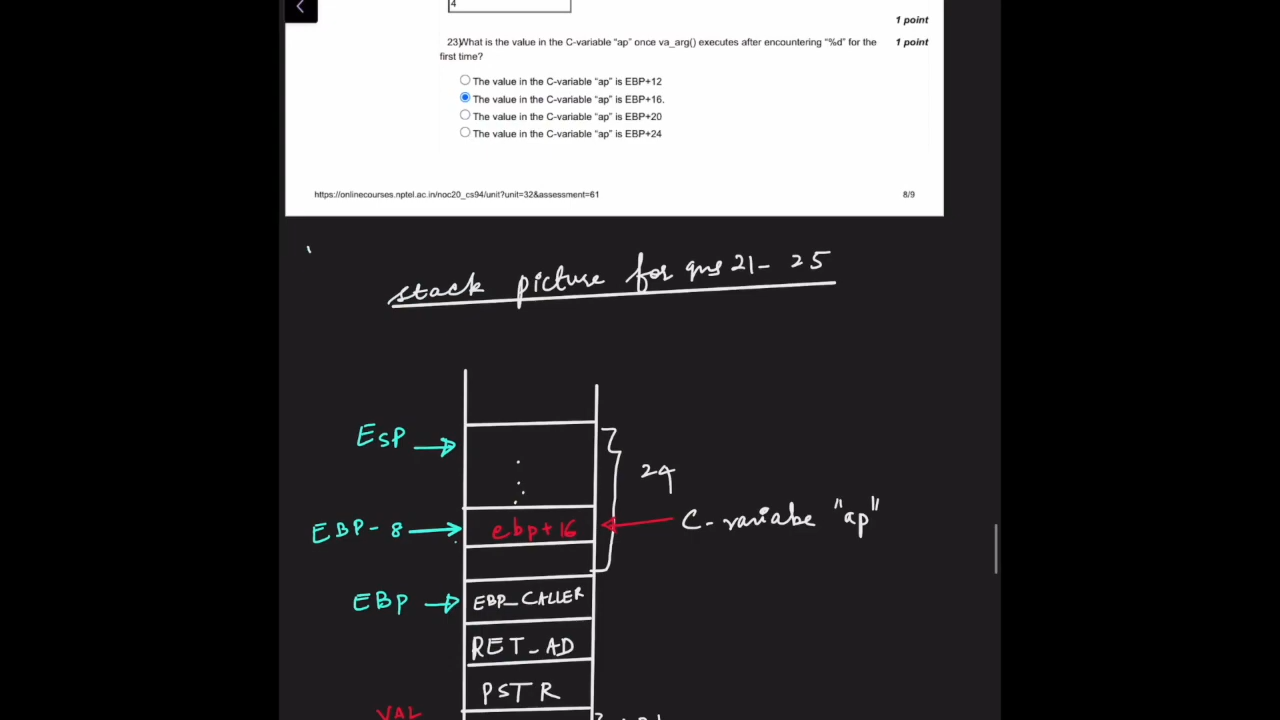 4
1 point
23)What is the value in the C-variable “ap” once va_arg() executes after encountering “%d” for the 1 point
first time?
The value in the C-variable “ap” is EBP+12
The value in the C-variable “ap” is EBP+16.
The value in the C-variable “ap” is EBP+20
The value in the C-variable “ap” is EBP+24
https://onlinecourses.nptel.ac.in/noc20_cs94/unit?unit=32&assessment=61 8/9
stack picture for qns 21- 25
ESP
24
EBP-8 ebp+16 C-variabe "ap"
EBP EBP_CALLER
RET_AD
PSTR
VAL